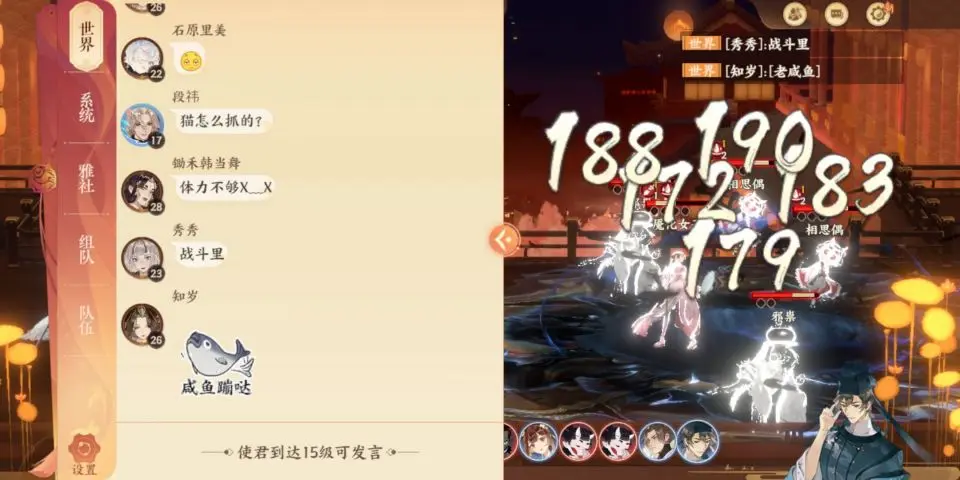 世界
系统
雅社
组队
队伍
设置
26
石原里美
22
段祎
猫怎么抓的?
17
锄禾韩当舜
体力不够X__X
28
秀秀
战斗里
23
知岁
26
咸鱼蹦哒
使君到达15级可发言
世界 [秀秀]:战斗里
世界 [知岁]:[老咸鱼]
188
190
172
183
179
相思偶
相思偶
邪祟